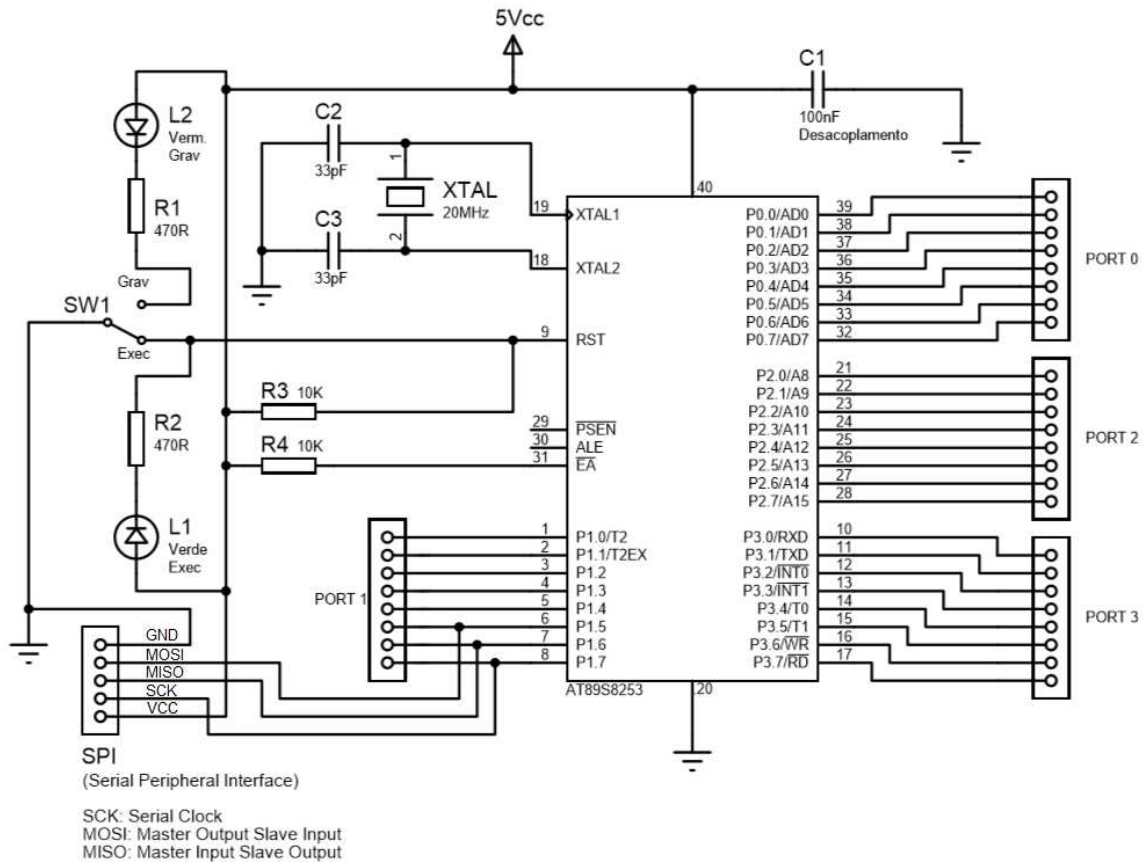 5Vcc
C1
100nF
Desacoplamento
L2
Verm.
Grav
R1
470R
C2
33pF
1
XTAL
20MHz
2
C3
33pF
Grav
SW1
Exec
R2
470R
L1
Verde
Exec
R3 10K
R4 10K
19 XTAL1
18 XTAL2
9 RST
29 PSEN
30 ALE
31 EA
1 P1.0/T2
2 P1.1/T2EX
3 P1.2
4 P1.3
5 P1.4
6 P1.5
7 P1.6
8 P1.7
PORT 1
40
20
AT89S8253
P0.0/AD0 39
P0.1/AD1 38
P0.2/AD2 37
P0.3/AD3 36
P0.4/AD4 35
P0.5/AD5 34
P0.6/AD6 33
P0.7/AD7 32
PORT 0
P2.0/A8 21
P2.1/A9 22
P2.2/A10 23
P2.3/A11 24
P2.4/A12 25
P2.5/A13 26
P2.6/A14 27
P2.7/A15 28
PORT 2
P3.0/RXD 10
P3.1/TXD 11
P3.2/INT0 12
P3.3/INT1 13
P3.4/T0 14
P3.5/T1 15
P3.6/WR 16
P3.7/RD 17
PORT 3
GND
MOSI
MISO
SCK
VCC
SPI
(Serial Peripheral Interface)
SCK: Serial Clock
MOSI: Master Output Slave Input
MISO: Master Input Slave Output